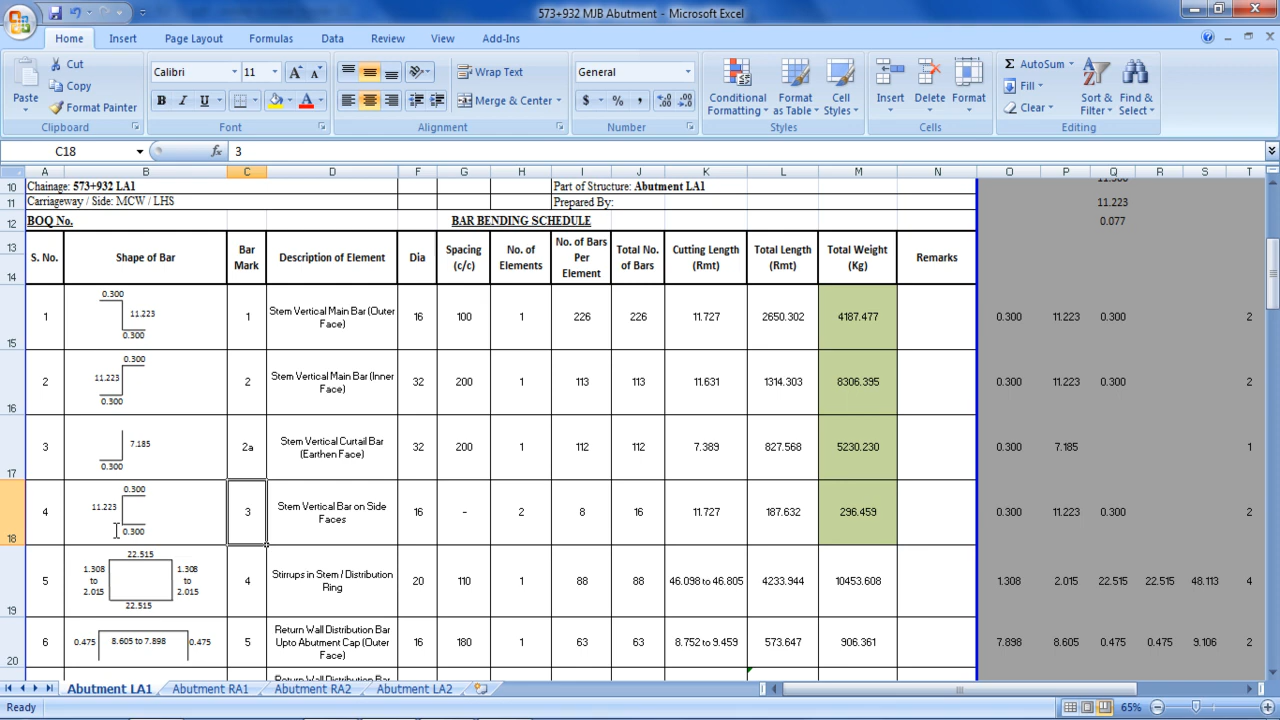 573+932 MJB Abutment - Microsoft Excel
Home Insert Page Layout Formulas Data Review View Add-Ins
Paste
Cut
Copy
Format Painter
Clipboard
Calibri 11
B I U
Font
Wrap Text
Merge & Center
Alignment
General
$ % ,
Number
Conditional Formatting
Format as Table
Cell Styles
Styles
Insert Delete Format
Cells
AutoSum
Fill
Clear
Sort & Filter
Find & Select
Editing
C18 fx 3
A B C D F G H I J K L M N O P Q R S T
10 Chainage: 573+932 LA1 Part of Structure: Abutment LA1
11 Carriageway / Side: MCW / LHS Prepared By: 11.223
12 BOQ No. BAR BENDING SCHEDULE 0.077
13
14
S. No. Shape of Bar Bar Mark Description of Element Dia Spacing (c/c) No. of Elements No. of Bars Per Element Total No. of Bars Cutting Length (Rmt) Total Length (Rmt) Total Weight (Kg) Remarks
15 1 0.300 11.223 0.300 1 Stem Vertical Main Bar (Outer Face) 16 100 1 226 226 11.727 2650.302 4187.477 0.300 11.223 0.300 2
16 2 0.300 11.223 0.300 2 Stem Vertical Main Bar (Inner Face) 32 200 1 113 113 11.631 1314.303 8306.395 0.300 11.223 0.300 2
17 3 7.185 0.300 2a Stem Vertical Curtail Bar (Earthen Face) 32 200 1 112 112 7.389 827.568 5230.230 0.300 7.185 1
18 4 0.300 11.223 0.300 3 Stem Vertical Bar on Side Faces 16 - 2 8 16 11.727 187.632 296.459 0.300 11.223 0.300 2
19 5 22.515 1.308 to 2.015 1.308 to 2.015 22.515 4 Stirrups in Stem / Distribution Ring 20 110 1 88 88 46.098 to 46.805 4233.944 10453.608 1.308 2.015 22.515 22.515 48.113 4
20 6 0.475 8.605 to 7.898 0.475 5 Return Wall Distribution Bar Upto Abutment Cap (Outer Face) 16 180 1 63 63 8.752 to 9.459 573.647 906.361 7.898 8.605 0.475 0.475 9.106 2
Abutment LA1 Abutment RA1 Abutment RA2 Abutment LA2
Ready 65%